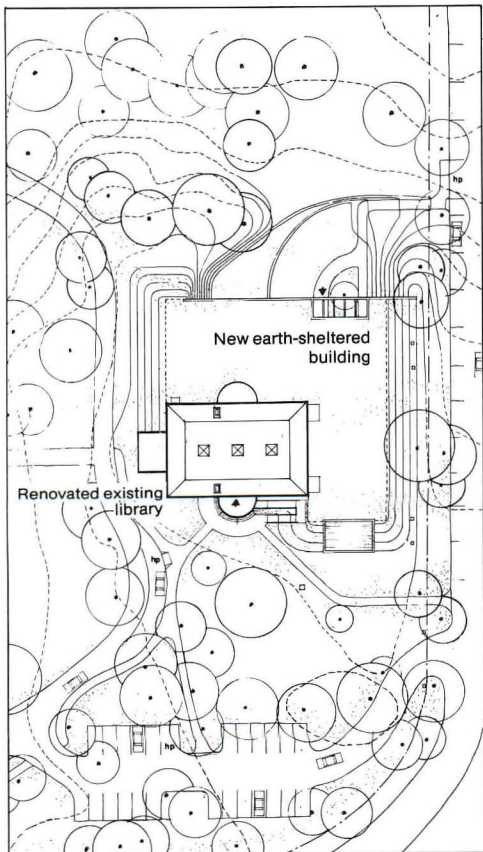 hp
New earth-sheltered
building
Renovated existing
library
hp
hp